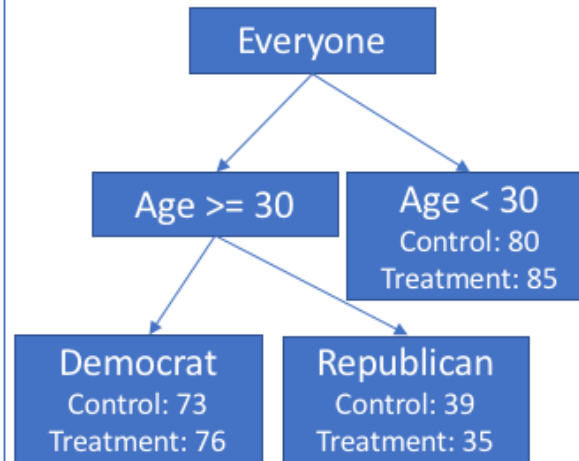 Everyone
Age >= 30
Age < 30
Control: 80
Treatment: 85
Democrat
Control: 73
Treatment: 76
Republican
Control: 39
Treatment: 35